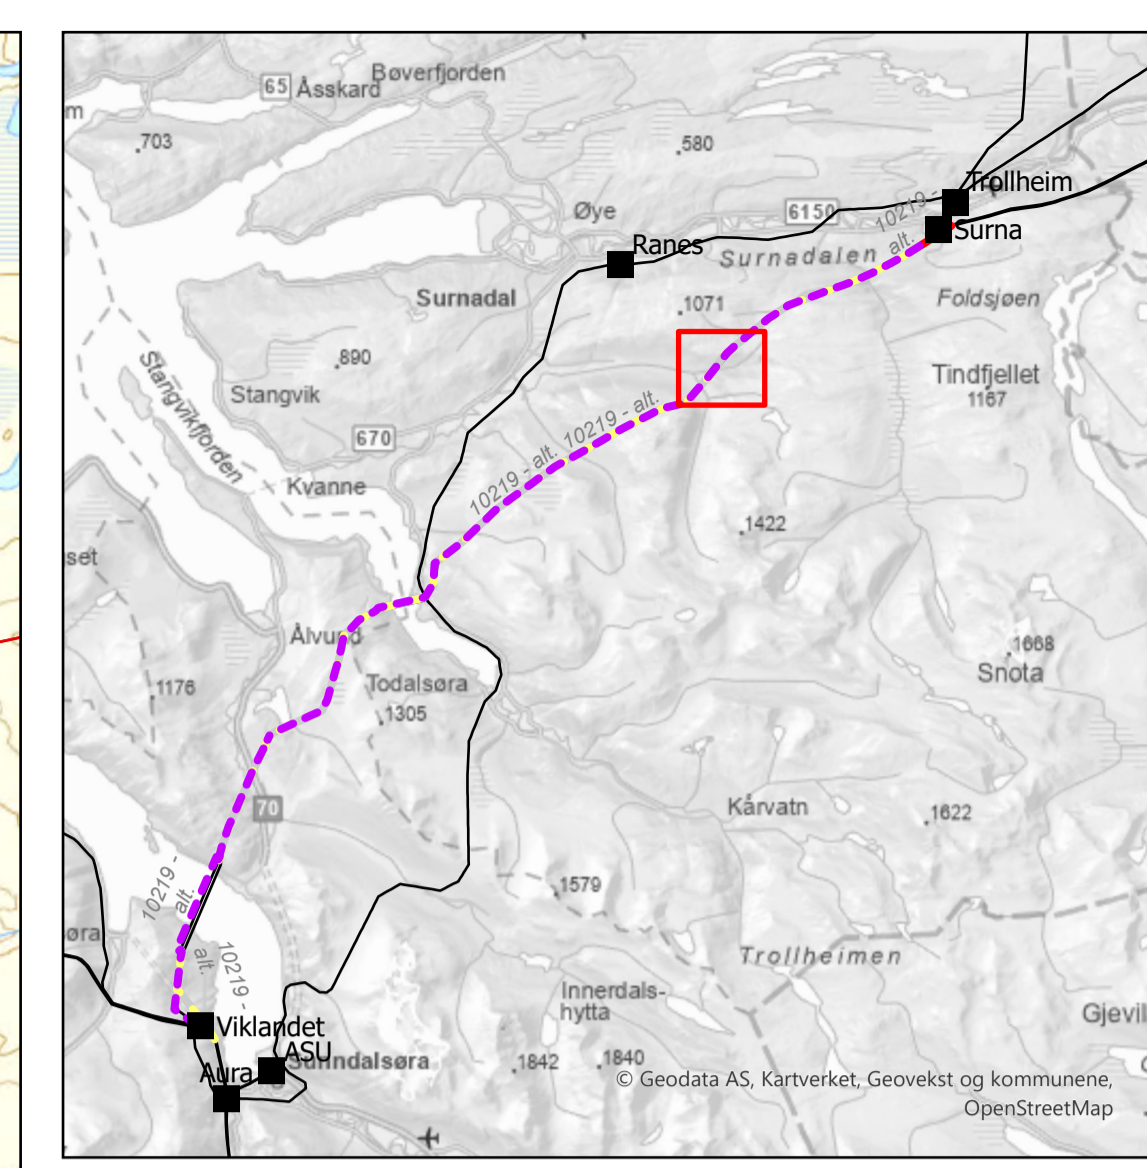 65
Åsskard
Bøverfjorden
m
703
580
Trollheim
10219 -
alt.
Øye
6150
Surna
Ranes
Surnadalen
Surnadal
Foldsjøen
1071
890
Stangvikfjorden
Stangvik
Tindfjellet
1167
10219 - alt.
10219 - alt.
670
Kvanne
1422
set
Ålvund
1668
Snota
1176
Todalsøra
1305
70
Kårvatn
1622
10219 -
alt.
1579
øra
10219 -
alt.
Trollheimen
Innerdals-
hytta
Gjevil
Viklandet
ASU
Sunndalsøra
Aura
1842
1840
© Geodata AS, Kartverket, Geovekst og kommunene,
OpenStreetMap